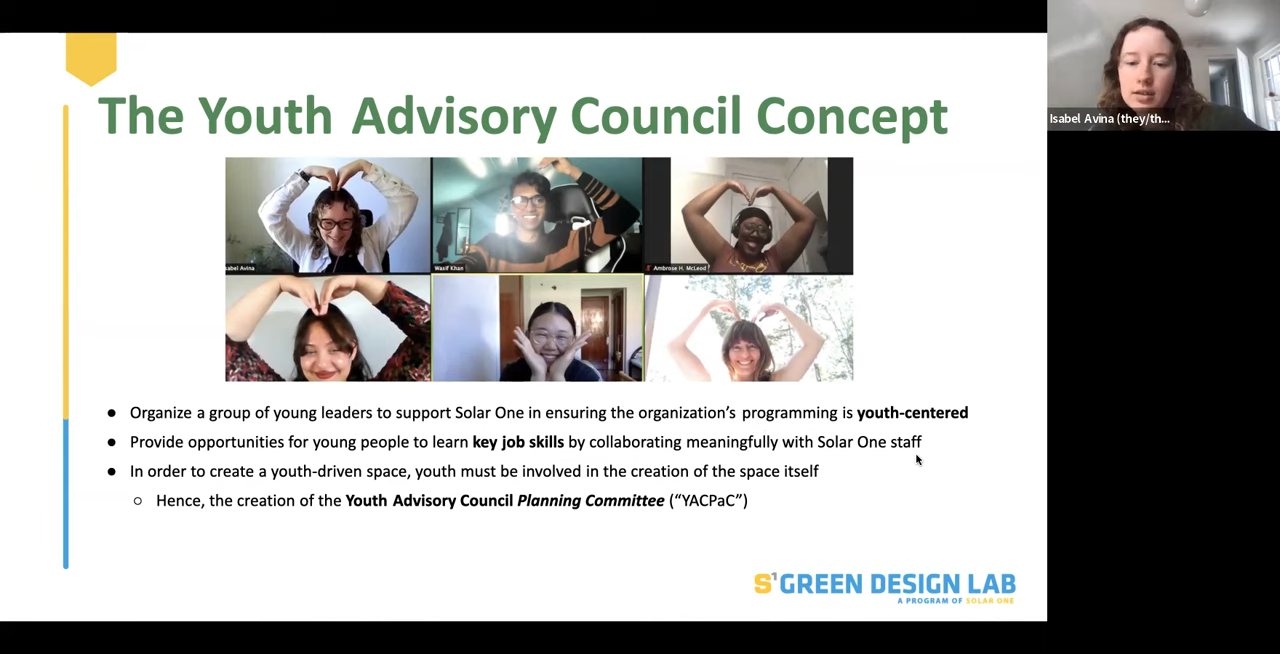 The Youth Advisory Council Concept
Isabel Avina (they/th...
sabel Avina
Wasif Khan
Ambrose H. McLeod
● Organize a group of young leaders to support Solar One in ensuring the organization’s programming is youth-centered
● Provide opportunities for young people to learn key job skills by collaborating meaningfully with Solar One staff
● In order to create a youth-driven space, youth must be involved in the creation of the space itself
○ Hence, the creation of the Youth Advisory Council Planning Committee (“YACPaC”)
S1 GREEN DESIGN LAB
A PROGRAM OF SOLAR ONE